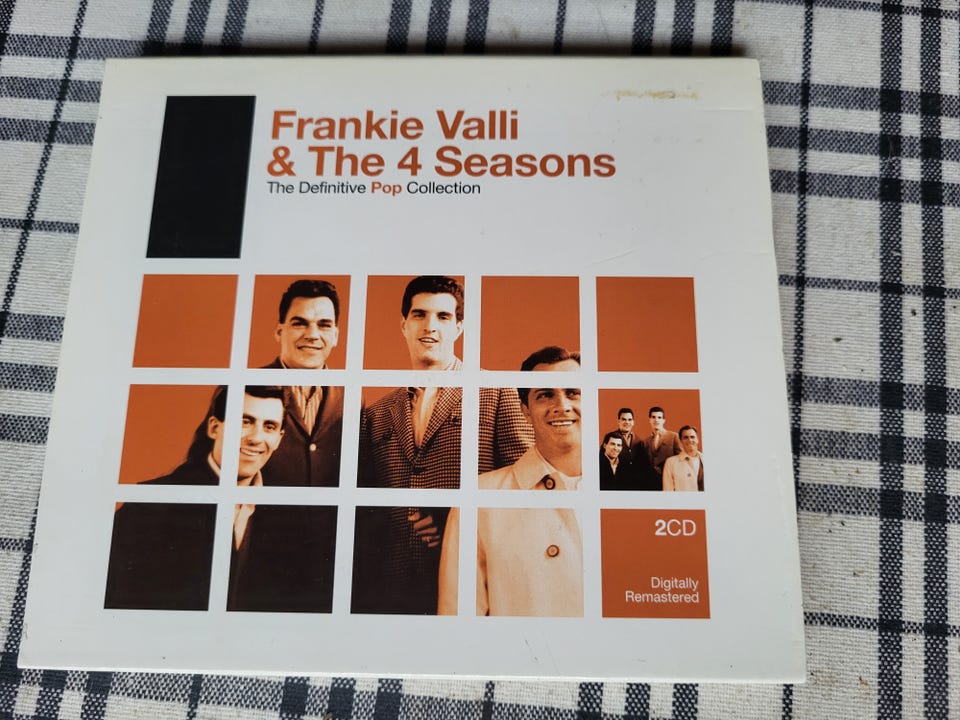 Frankie Valli
& The 4 Seasons
The Definitive Pop Collection
2CD
Digitally
Remastered